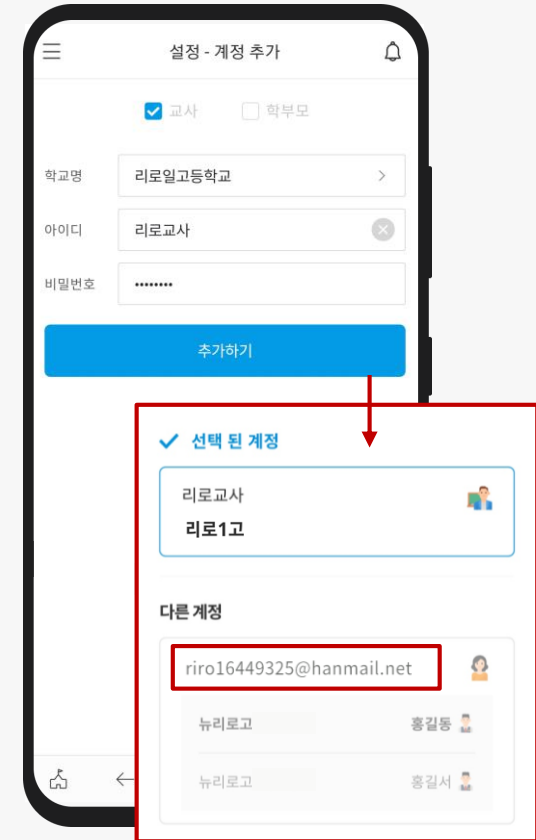 설정 - 계정 추가
교사 학부모
학교명 리로일고등학교
아이디 리로교사
비밀번호 ••••••••
추가하기
선택 된 계정
리로교사
리로1고
다른 계정
riro16449325@hanmail.net
뉴리로고 홍길동
뉴리로고 홍길서